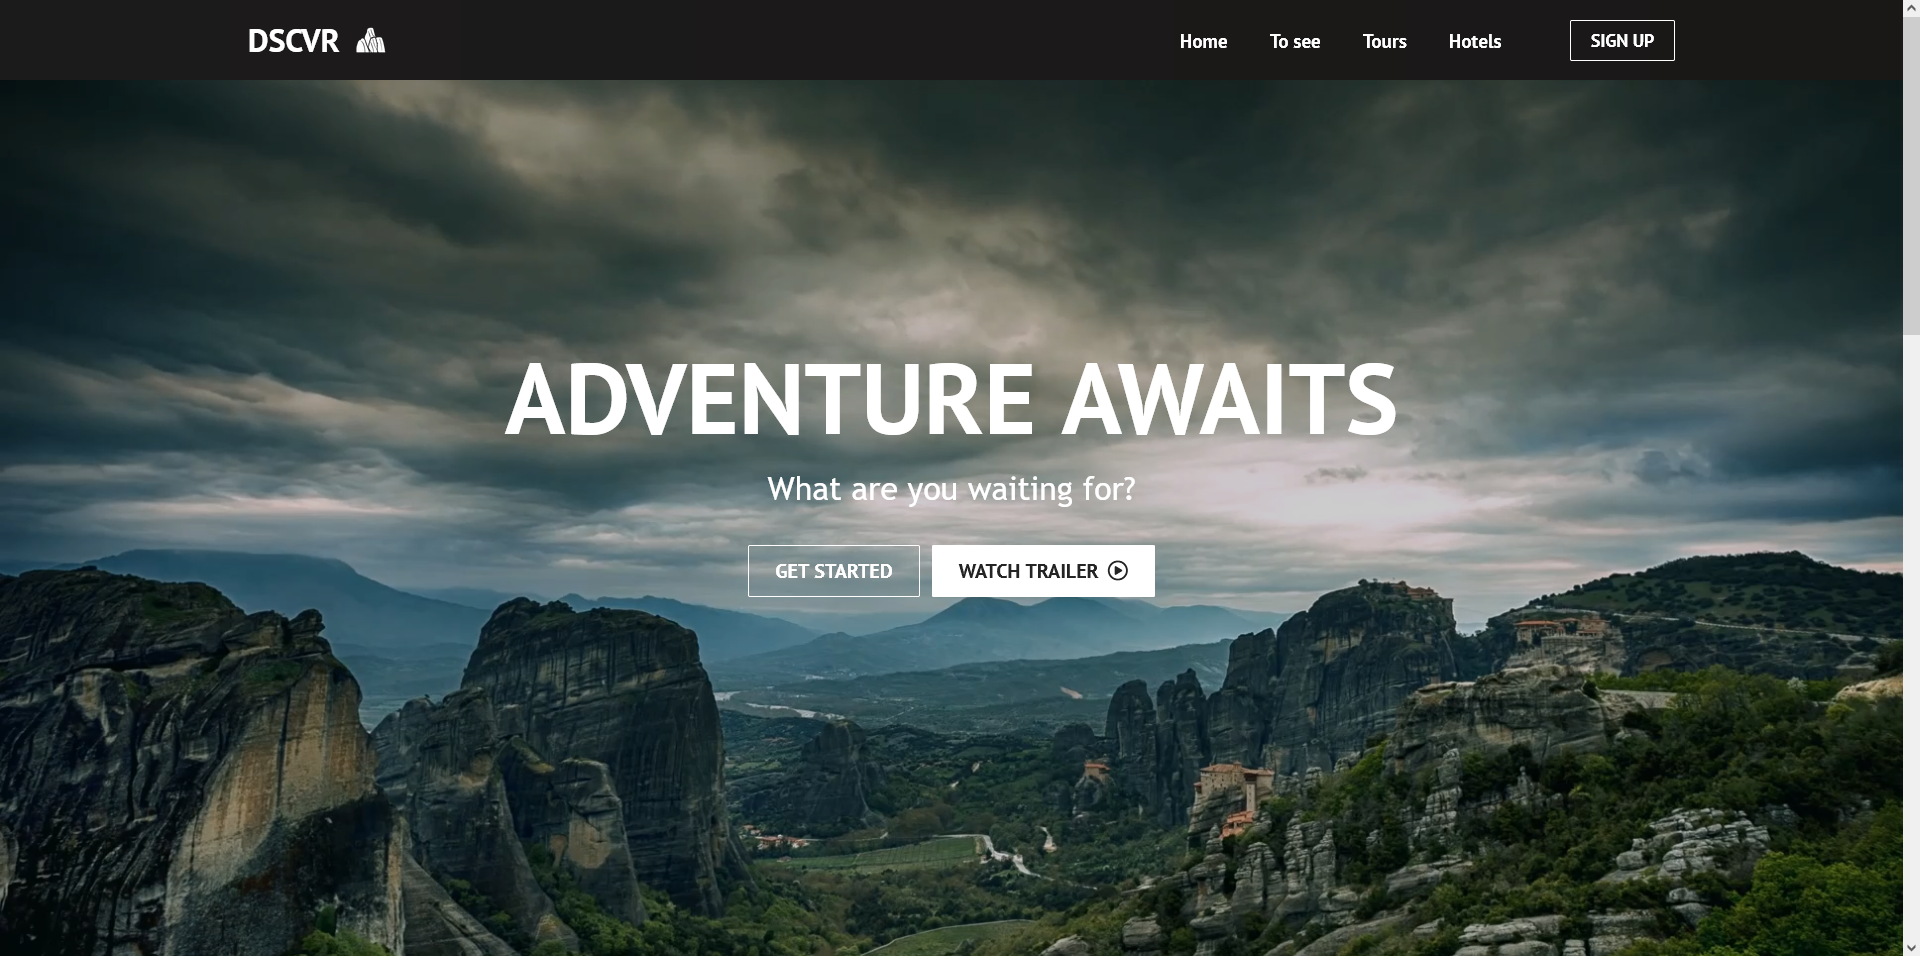 DSCVR
Home To see Tours Hotels SIGN UP
ADVENTURE AWAITS
What are you waiting for?
GET STARTED WATCH TRAILER